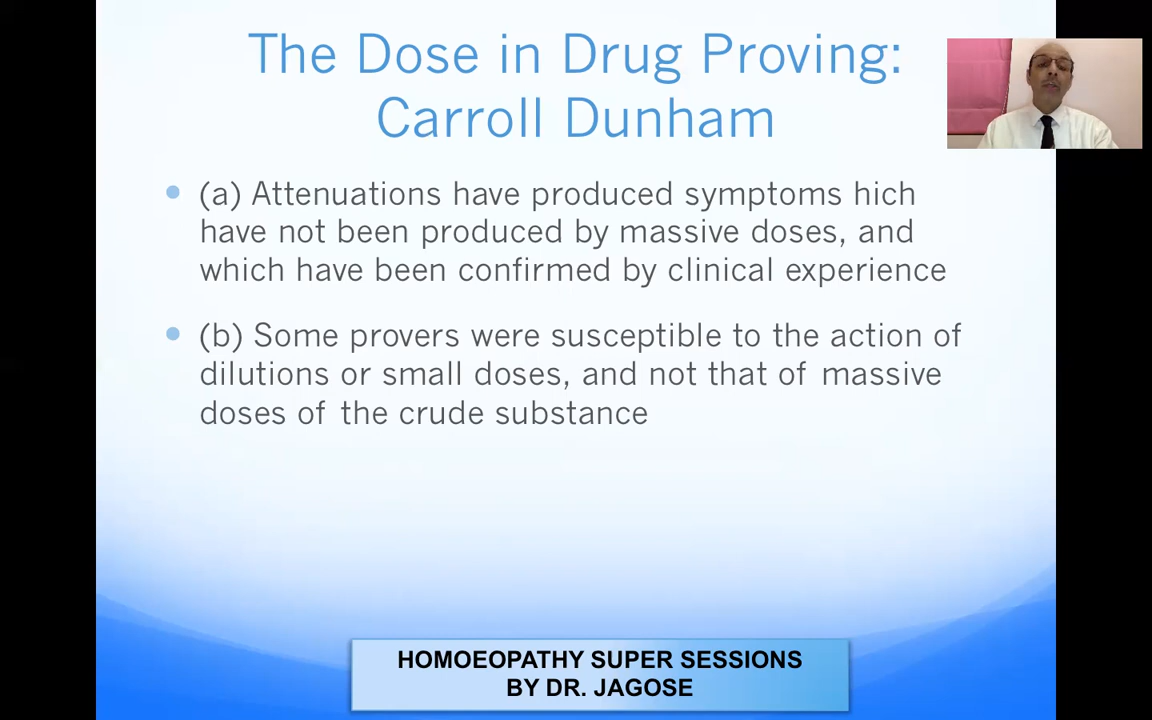 The Dose in Drug Proving:
Carroll Dunham
(a) Attenuations have produced symptoms hich
have not been produced by massive doses, and
which have been confirmed by clinical experience
(b) Some provers were susceptible to the action of
dilutions or small doses, and not that of massive
doses of the crude substance
HOMOEOPATHY SUPER SESSIONS
BY DR. JAGOSE